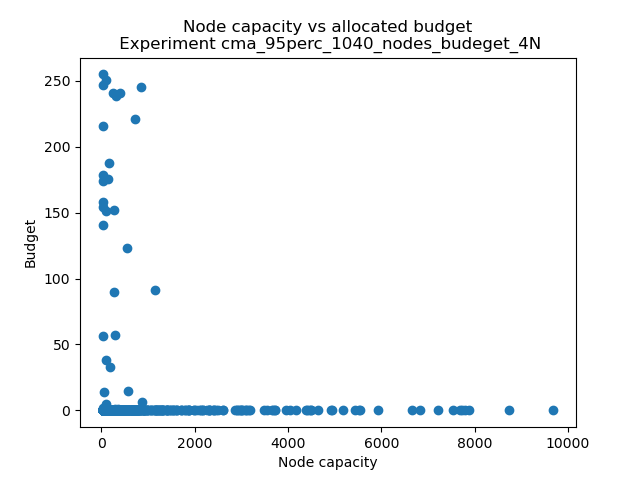 Node capacity vs allocated budget
Experiment cma_95perc_1040_nodes_budeget_4N
250
200
150
100
50
0
Budget
0 2000 4000 6000 8000 10000
Node capacity